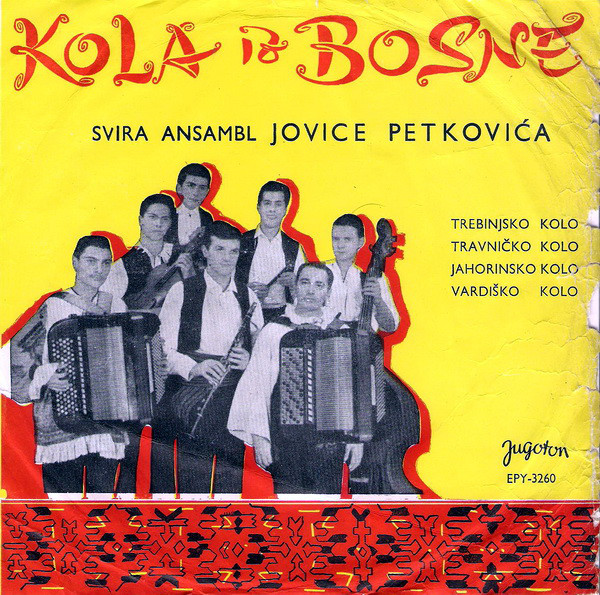 KOLA IZ BOSNE
SVIRA ANSAMBL JOVICE PETKOVIĆA
TREBINJSKO KOLO
TRAVNIČKO KOLO
JAHORINSKO KOLO
VARDIŠKO KOLO
Jugoton
EPY-3260